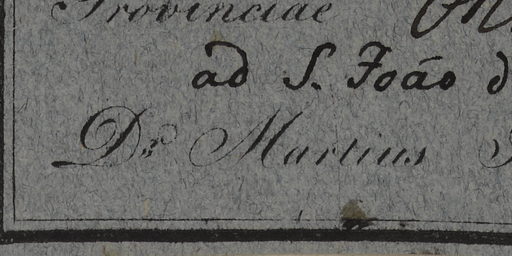 Provinciae
ad S. João d
Dr. Martius